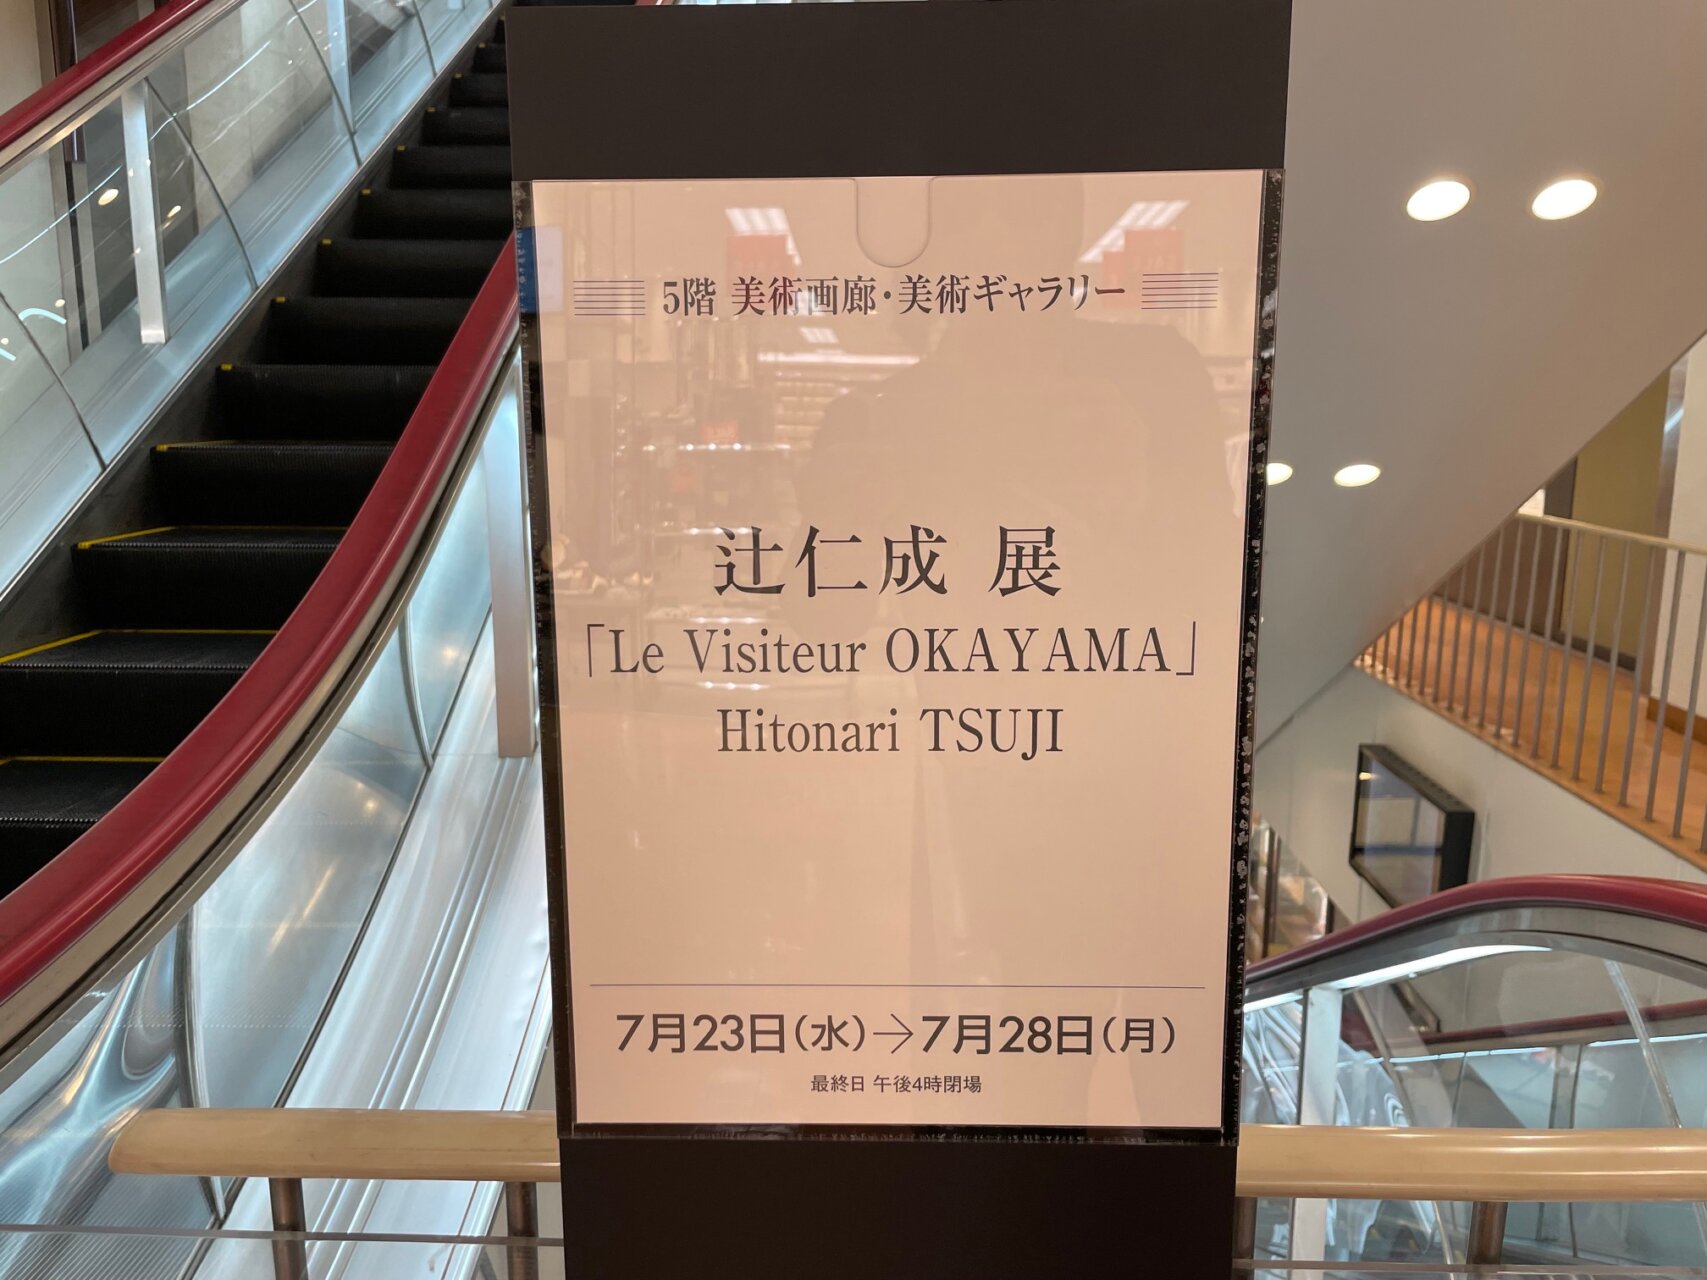 5階 美術画廊・美術ギャラリー
辻仁成 展
「Le Visiteur OKAYAMA」
Hitonari TSUJI
7月23日(水)→7月28日(月)
最終日 午後4時閉場